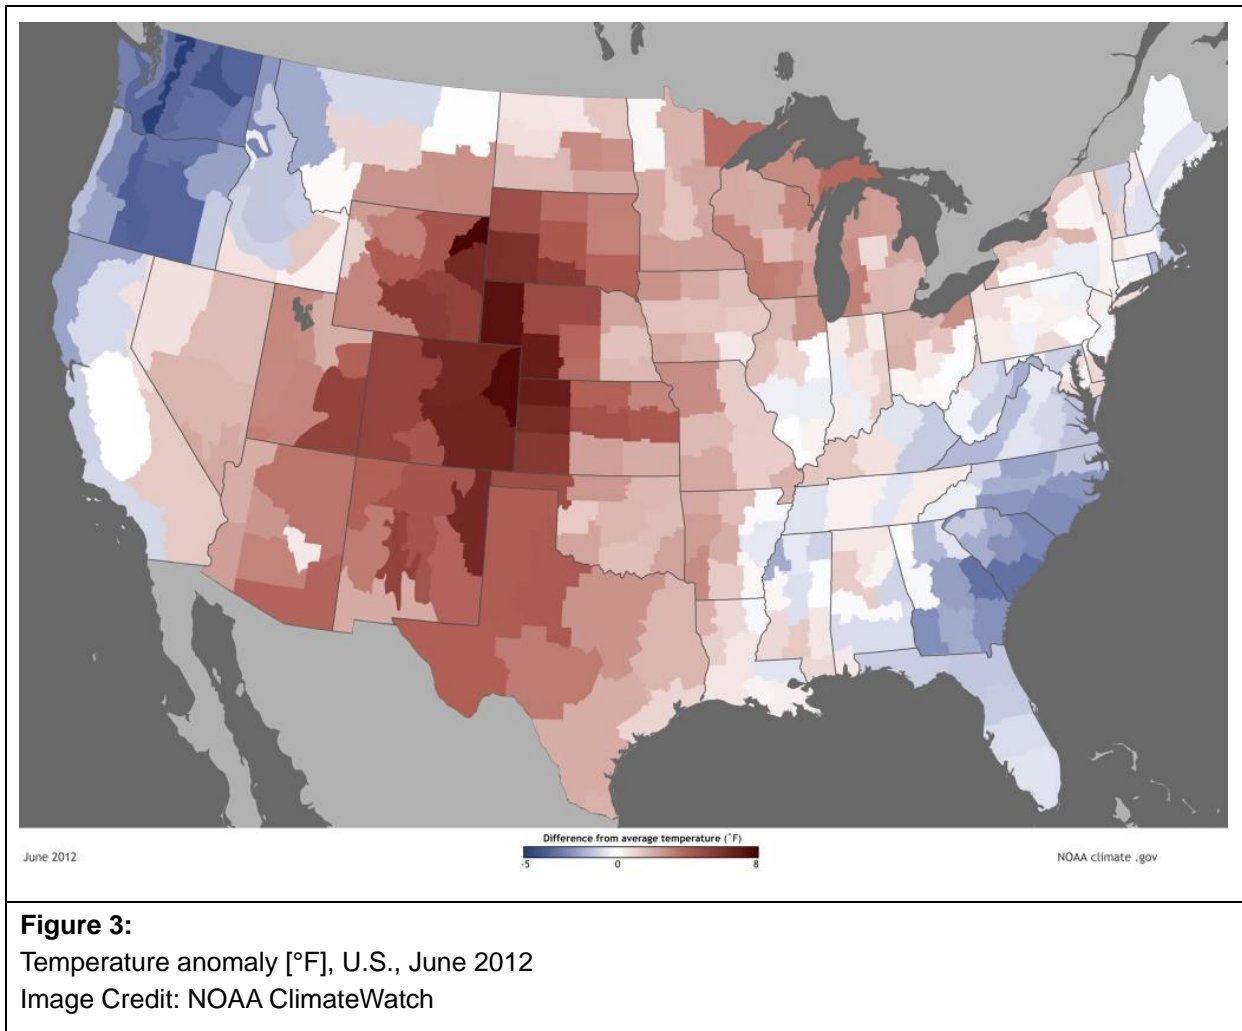 Difference from average temperature (°F)
-5 0 8
June 2012
NOAA climate .gov
Figure 3:
Temperature anomaly [°F], U.S., June 2012
Image Credit: NOAA ClimateWatch